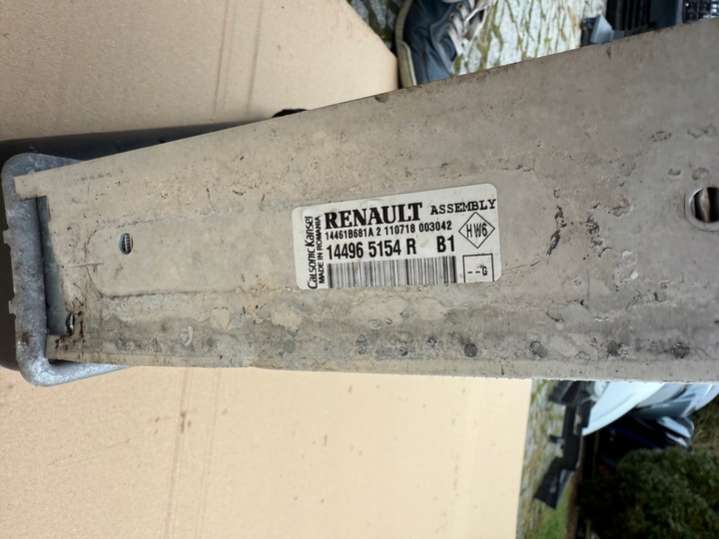 Calsonic Kansei
MADE IN ROMANIA
RENAULT ASSEMBLY
14461B681A 2 110718 003042
14496 5154 R B1
HW6
--G